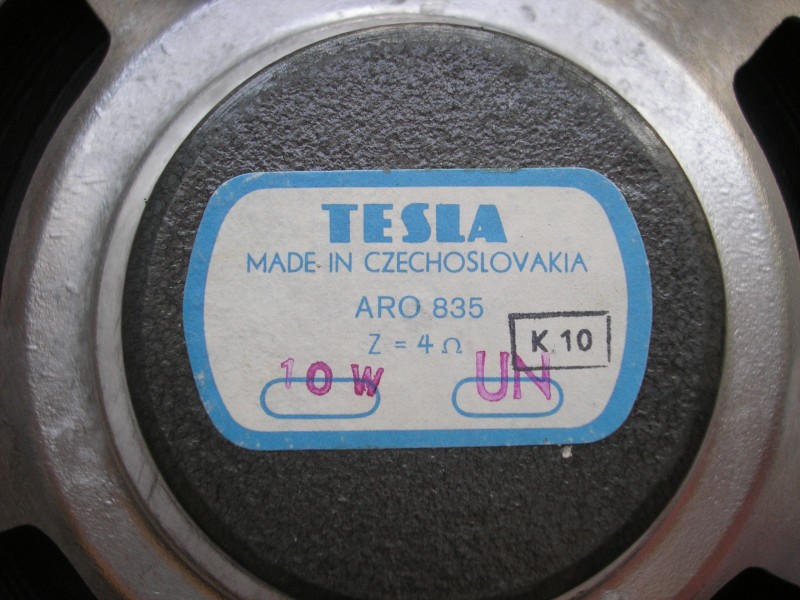 TESLA
MADE IN CZECHOSLOVAKIA
ARO 835
Z = 4 Ω
K 10
10 W UN